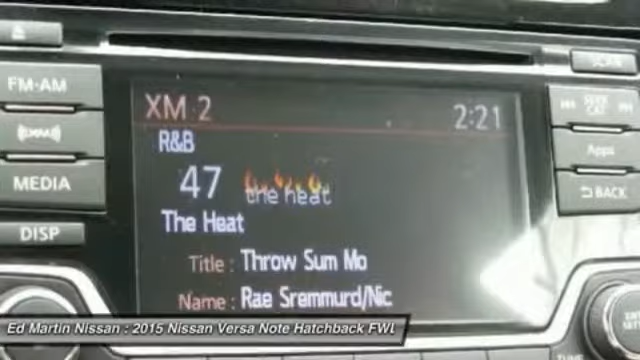 FM·AM
SCAN
XM 2
2:21
R&B
47
the heat
The Heat
MEDIA
Apps
BACK
DISP
Title : Throw Sum Mo
Name : Rae Sremmurd/Nic
Ed Martin Nissan : 2015 Nissan Versa Note Hatchback FWD